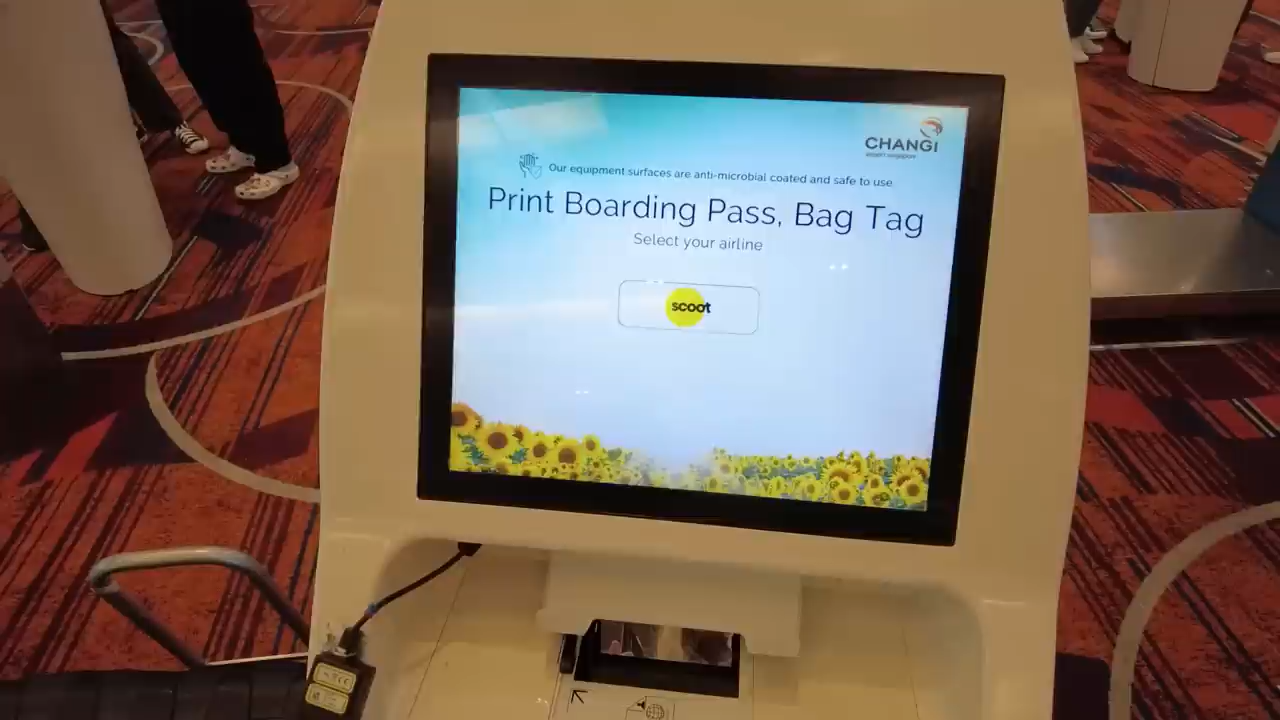 CHANGI
airport singapore
Our equipment surfaces are anti-microbial coated and safe to use
Print Boarding Pass, Bag Tag
Select your airline
scoot